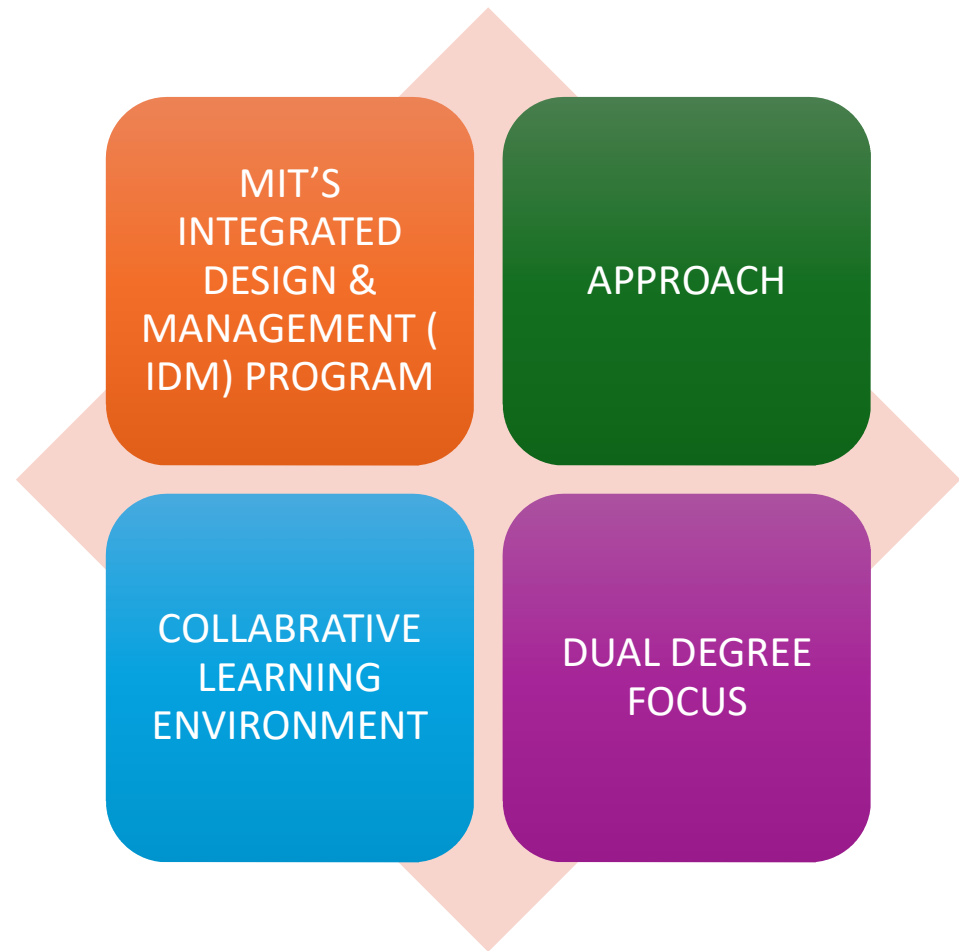 MIT’S
INTEGRATED
DESIGN &
MANAGEMENT (
IDM) PROGRAM
APPROACH
COLLABRATIVE
LEARNING
ENVIRONMENT
DUAL DEGREE
FOCUS